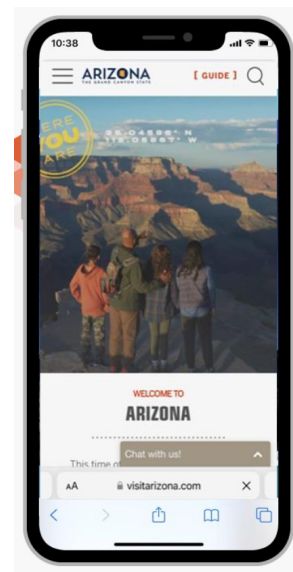 10:38
ARIZONA
THE GRAND CANYON STATE
[ GUIDE ]
HERE
YOU
ARE
WELCOME TO
ARIZONA
This time of
Chat with us!
AA
visitarizona.com